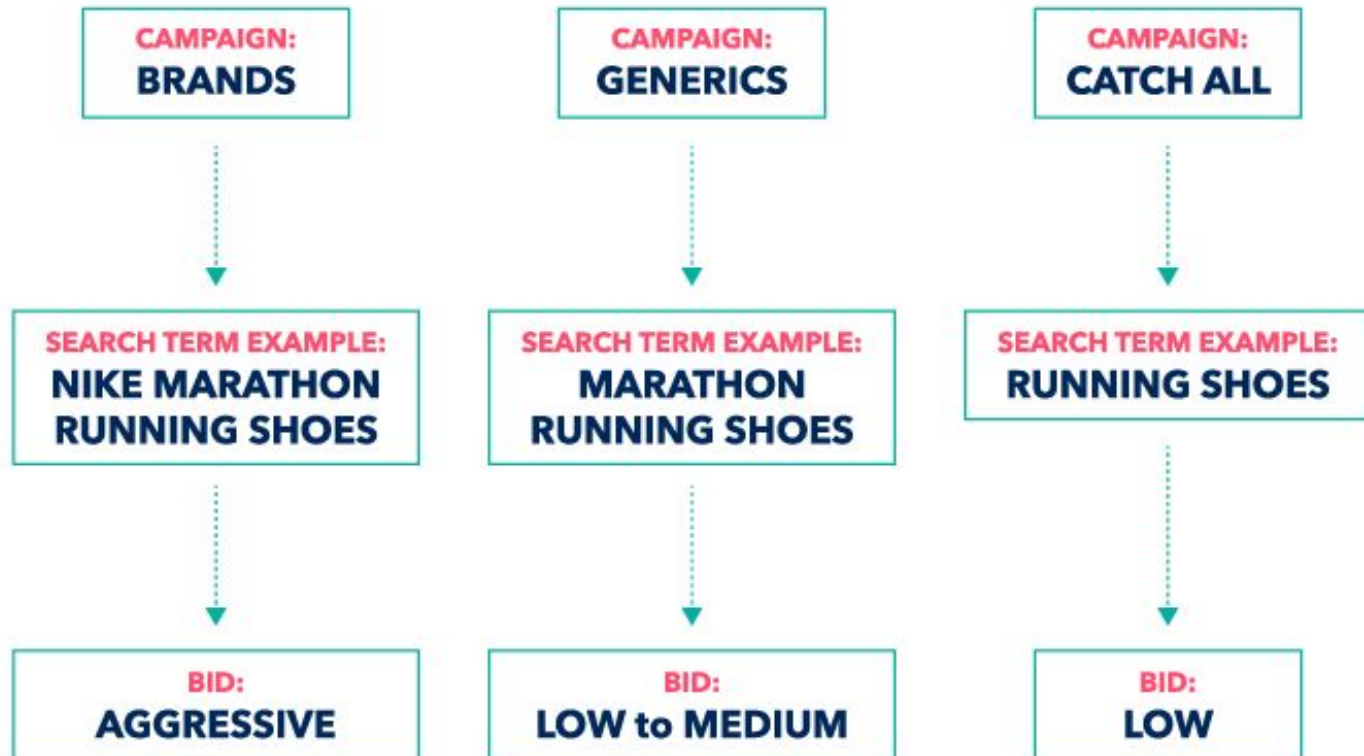 CAMPAIGN:
BRANDS
CAMPAIGN:
GENERICS
CAMPAIGN:
CATCH ALL
SEARCH TERM EXAMPLE:
NIKE MARATHON
RUNNING SHOES
SEARCH TERM EXAMPLE:
MARATHON
RUNNING SHOES
SEARCH TERM EXAMPLE:
RUNNING SHOES
BID:
AGGRESSIVE
BID:
LOW to MEDIUM
BID:
LOW